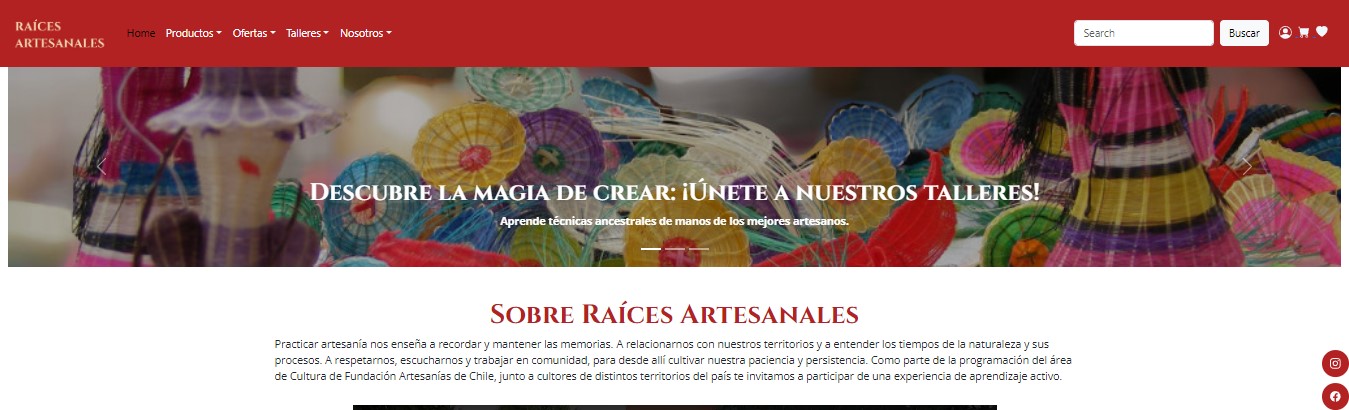 RAÍCES
ARTESANALES
Home Productos Ofertas Talleres Nosotros
Search Buscar
Descubre la magia de crear: ¡Únete a nuestros talleres!
Aprende técnicas ancestrales de manos de los mejores artesanos.
Sobre Raíces Artesanales
Practicar artesanía nos enseña a recordar y mantener las memorias. A relacionarnos con nuestros territorios y a entender los tiempos de la naturaleza y sus
procesos. A respetarnos, escucharnos y trabajar en comunidad, para desde allí cultivar nuestra paciencia y persistencia. Como parte de la programación del área
de Cultura de Fundación Artesanías de Chile, junto a cultores de distintos territorios del país te invitamos a participar de una experiencia de aprendizaje activo.